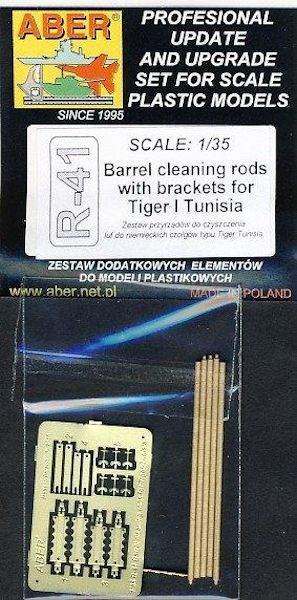 ABER
SINCE 1995
PROFESIONAL
UPDATE
AND UPGRADE
SET FOR SCALE
PLASTIC MODELS
R-41
SCALE: 1/35
Barrel cleaning rods
with brackets for
Tiger I Tunisia
Zestaw przyrządów do czyszczenia
luf do niemieckich czołgów typu Tiger Tunisia
ZESTAW DODATKOWYCH ELEMENTÓW
DO MODELI PLASTIKOWYCH
www.aber.net.pl
MADE IN POLAND